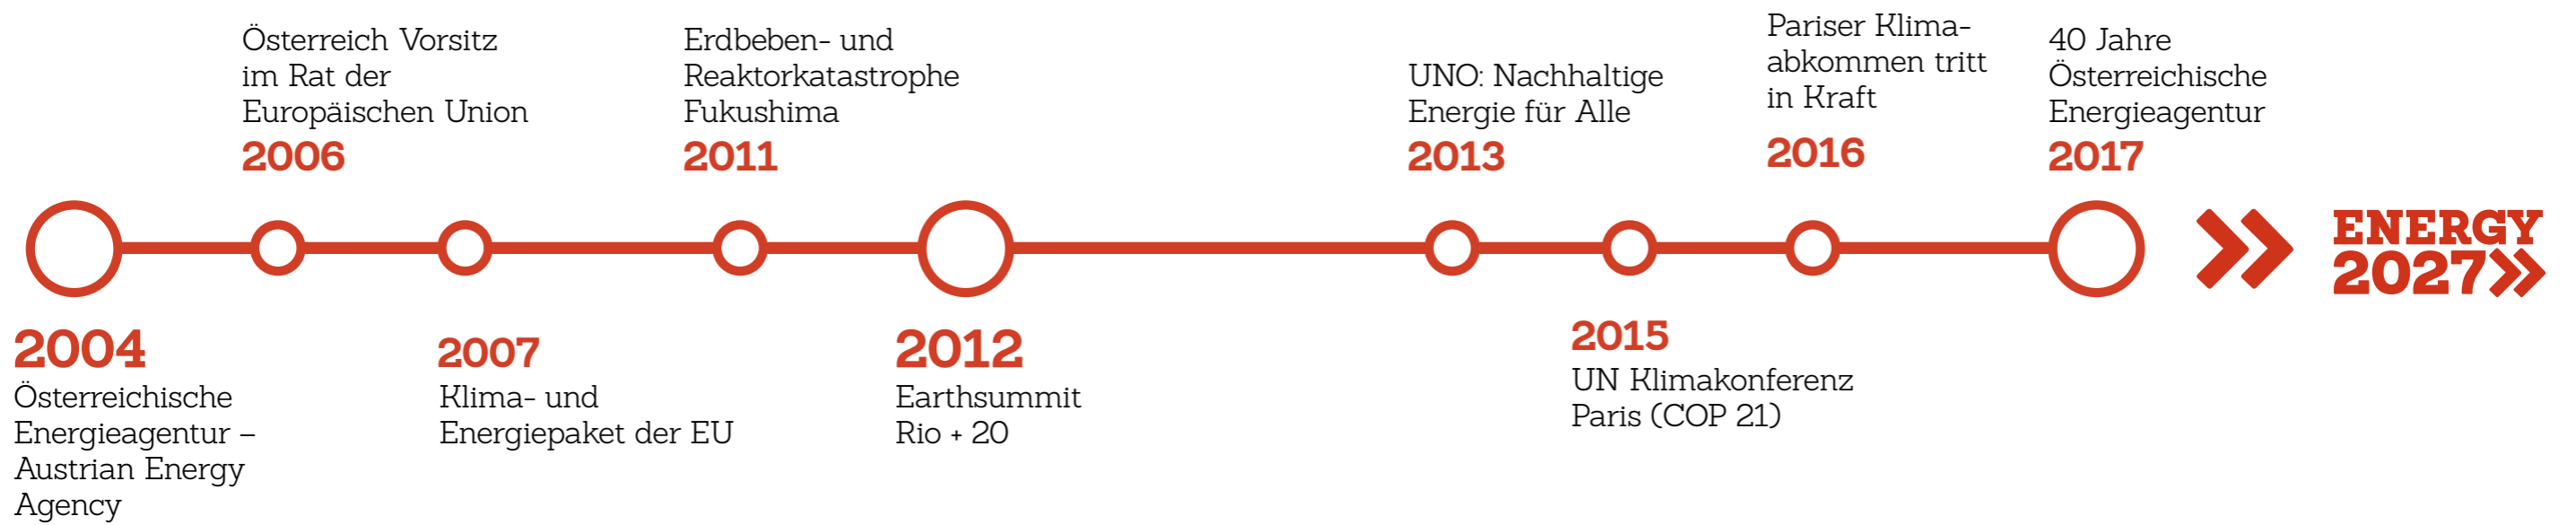 Österreich Vorsitz
im Rat der
Europäischen Union
2006
Erdbeben- und
Reaktorkatastrophe
Fukushima
2011
UNO: Nachhaltige
Energie für Alle
2013
Pariser Klima-
abkommen tritt
in Kraft
2016
40 Jahre
Österreichische
Energieagentur
2017
ENERGY
2027
2004
Österreichische
Energieagentur –
Austrian Energy
Agency
2007
Klima- und
Energiepaket der EU
2012
Earthsummit
Rio + 20
2015
UN Klimakonferenz
Paris (COP 21)